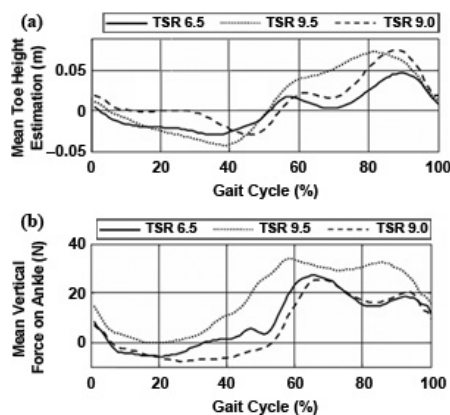 (a)
TSR 6.5 TSR 9.5 TSR 9.0
Mean Toe Height
Estimation (m)
0.05
0
−0.05
0 20 40 60 80 100
Gait Cycle (%)
(b)
TSR 6.5 TSR 9.5 TSR 9.0
Mean Vertical
Force on Ankle (N)
40
20
0
0 20 40 60 80 100
Gait Cycle (%)